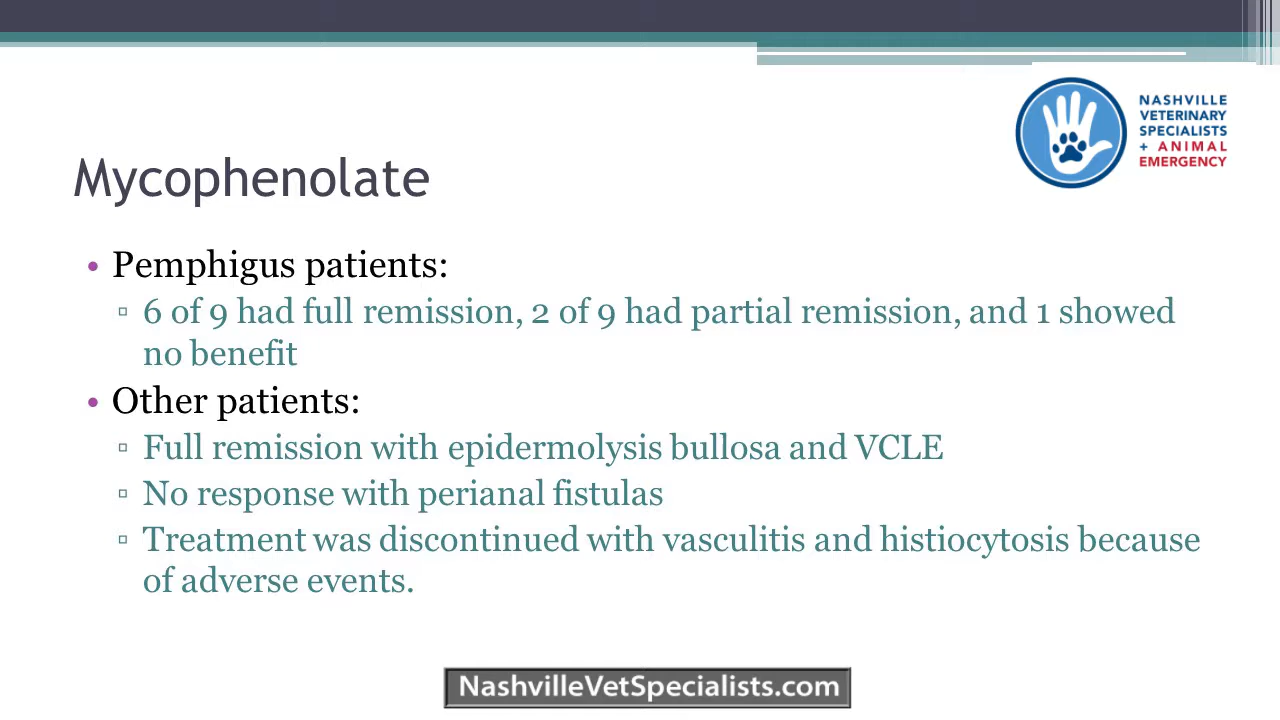 NASHVILLE
VETERINARY
SPECIALISTS
+ ANIMAL
EMERGENCY
Mycophenolate
• Pemphigus patients:
▫ 6 of 9 had full remission, 2 of 9 had partial remission, and 1 showed
no benefit
• Other patients:
▫ Full remission with epidermolysis bullosa and VCLE
▫ No response with perianal fistulas
▫ Treatment was discontinued with vasculitis and histiocytosis because
of adverse events.
NashvilleVetSpecialists.com